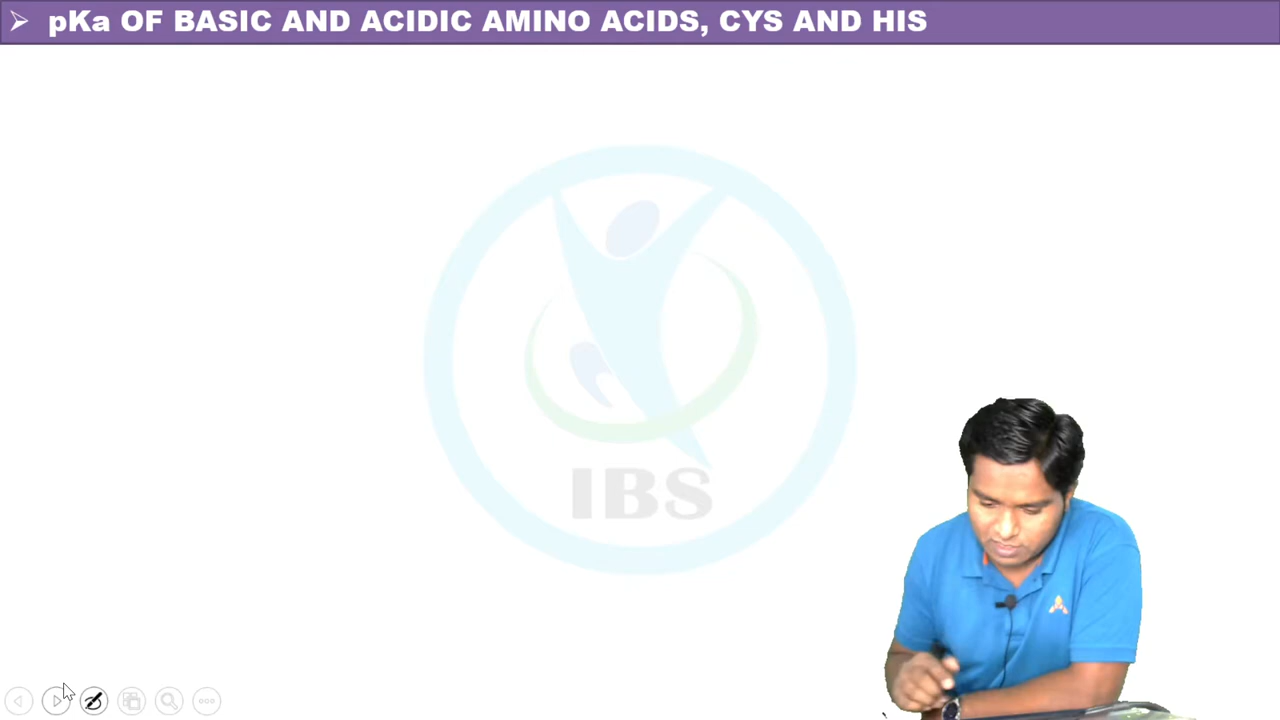 pKa OF BASIC AND ACIDIC AMINO ACIDS, CYS AND HIS
IBS